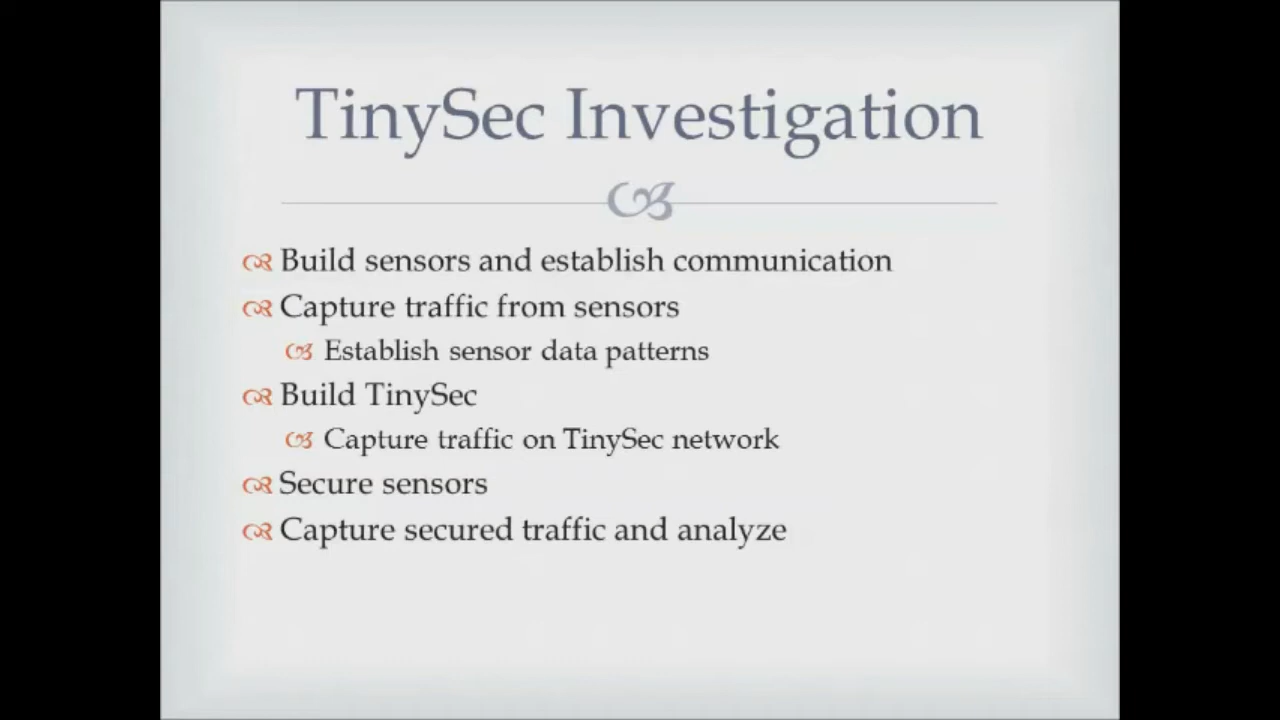 TinySec Investigation
Build sensors and establish communication
Capture traffic from sensors
Establish sensor data patterns
Build TinySec
Capture traffic on TinySec network
Secure sensors
Capture secured traffic and analyze